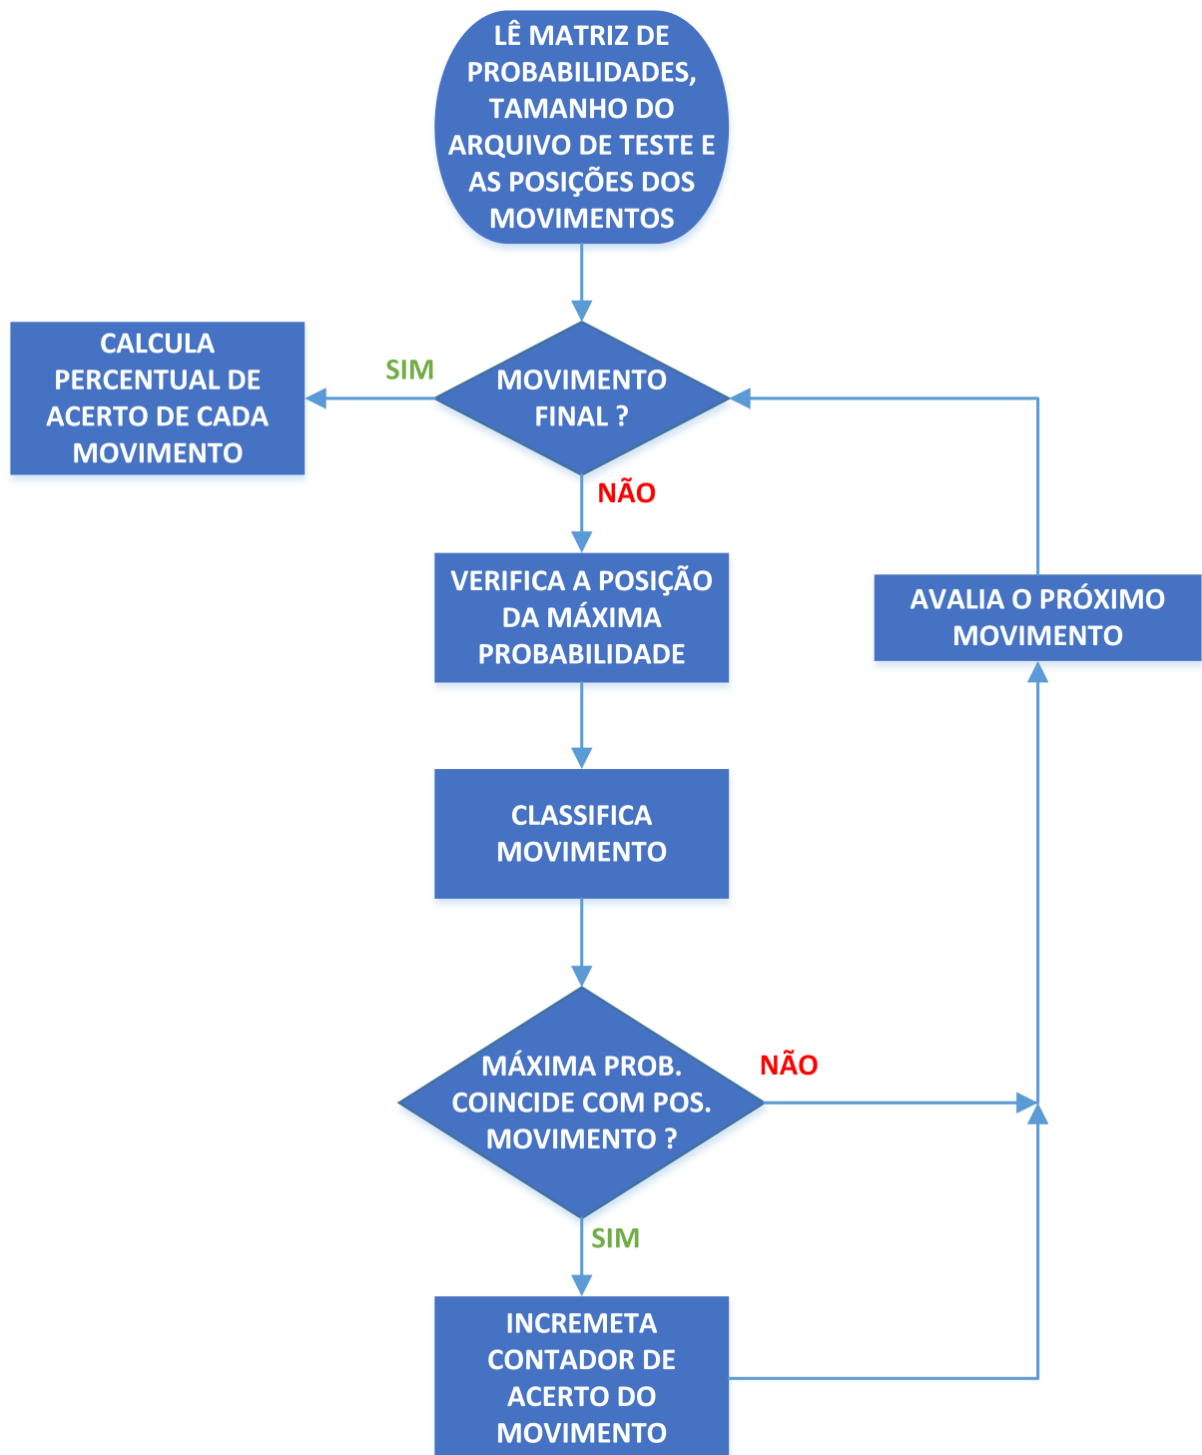 LÊ MATRIZ DE
PROBABILIDADES,
TAMANHO DO
ARQUIVO DE TESTE E
AS POSIÇÕES DOS
MOVIMENTOS
CALCULA
PERCENTUAL DE
ACERTO DE CADA
MOVIMENTO
SIM
MOVIMENTO
FINAL ?
NÃO
VERIFICA A POSIÇÃO
DA MÁXIMA
PROBABILIDADE
AVALIA O PRÓXIMO
MOVIMENTO
CLASSIFICA
MOVIMENTO
MÁXIMA PROB.
COINCIDE COM POS.
MOVIMENTO ?
NÃO
SIM
INCREMETA
CONTADOR DE
ACERTO DO
MOVIMENTO